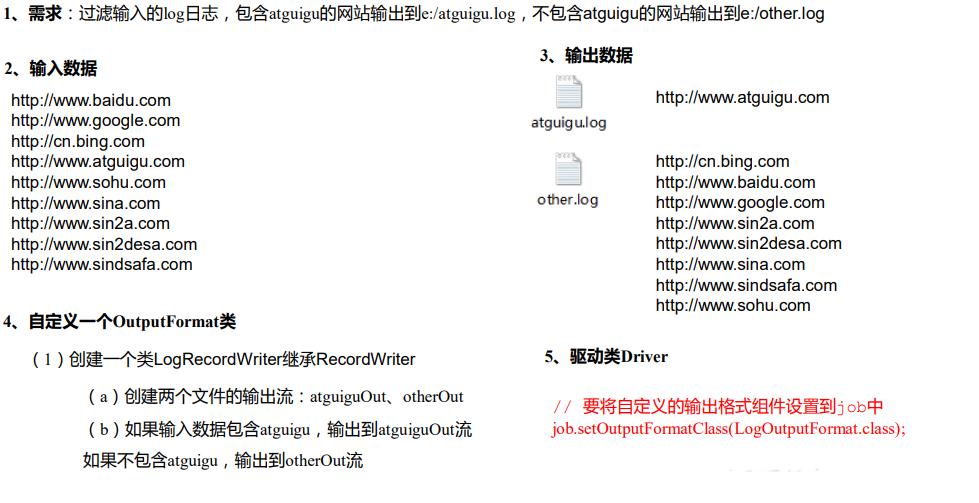 1、需求：过滤输入的log日志，包含atguigu的网站输出到e:/atguigu.log，不包含atguigu的网站输出到e:/other.log
2、输入数据
http://www.baidu.com
http://www.google.com
http://cn.bing.com
http://www.atguigu.com
http://www.sohu.com
http://www.sina.com
http://www.sin2a.com
http://www.sin2desa.com
http://www.sindsafa.com
3、输出数据
atguigu.log
http://www.atguigu.com
other.log
http://cn.bing.com
http://www.baidu.com
http://www.google.com
http://www.sin2a.com
http://www.sin2desa.com
http://www.sina.com
http://www.sindsafa.com
http://www.sohu.com
4、自定义一个OutputFormat类
（1）创建一个类LogRecordWriter继承RecordWriter
（a）创建两个文件的输出流：atguiguOut、otherOut
（b）如果输入数据包含atguigu，输出到atguiguOut流
如果不包含atguigu，输出到otherOut流
5、驱动类Driver
// 要将自定义的输出格式组件设置到job中
job.setOutputFormatClass(LogOutputFormat.class);